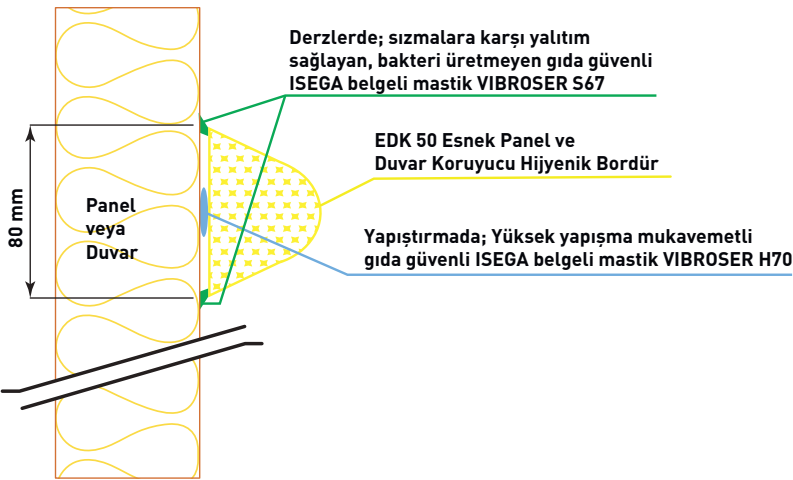 Derzlerde; sızmalara karşı yalıtım
sağlayan, bakteri üretmeyen gıda güvenli
ISEGA belgeli mastik VIBROSER S67
EDK 50 Esnek Panel ve
Duvar Koruyucu Hijyenik Bordür
80 mm
Panel
veya
Duvar
Yapıştırmada; Yüksek yapışma mukavemetli
gıda güvenli ISEGA belgeli mastik VIBROSER H70